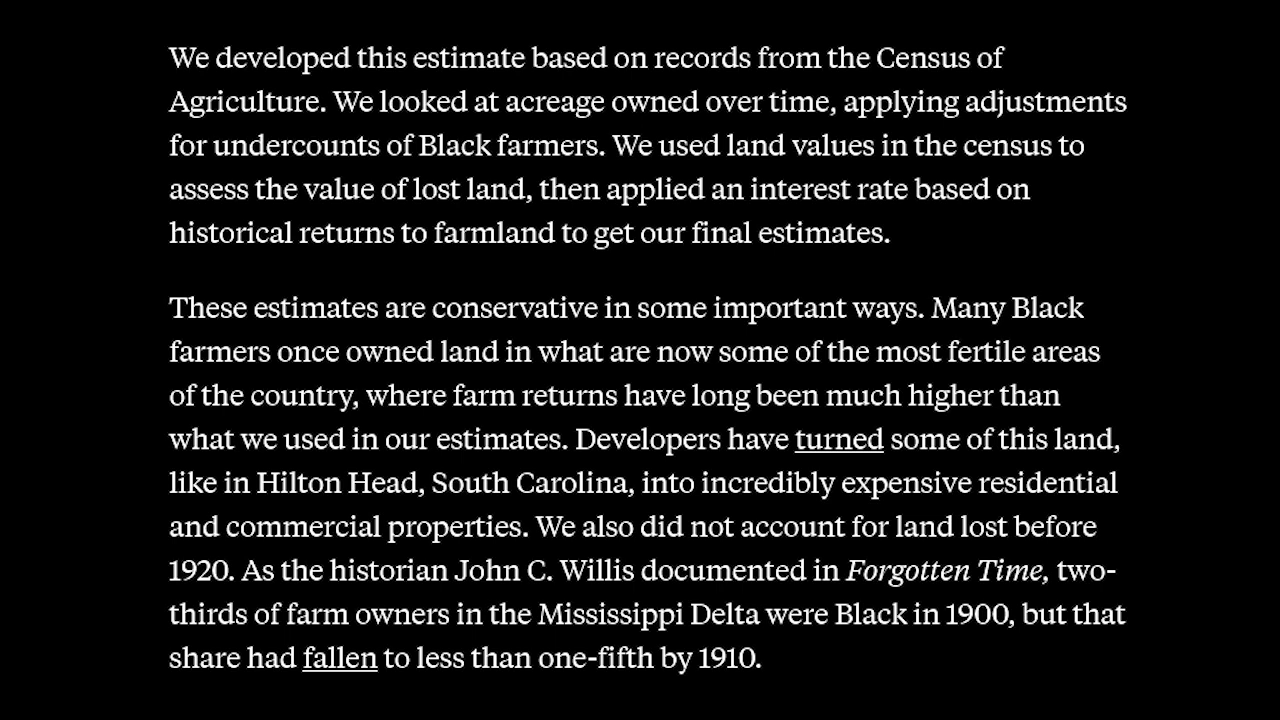 We developed this estimate based on records from the Census of
Agriculture. We looked at acreage owned over time, applying adjustments
for undercounts of Black farmers. We used land values in the census to
assess the value of lost land, then applied an interest rate based on
historical returns to farmland to get our final estimates.
These estimates are conservative in some important ways. Many Black
farmers once owned land in what are now some of the most fertile areas
of the country, where farm returns have long been much higher than
what we used in our estimates. Developers have turned some of this land,
like in Hilton Head, South Carolina, into incredibly expensive residential
and commercial properties. We also did not account for land lost before
1920. As the historian John C. Willis documented in Forgotten Time, two-
thirds of farm owners in the Mississippi Delta were Black in 1900, but that
share had fallen to less than one-fifth by 1910.